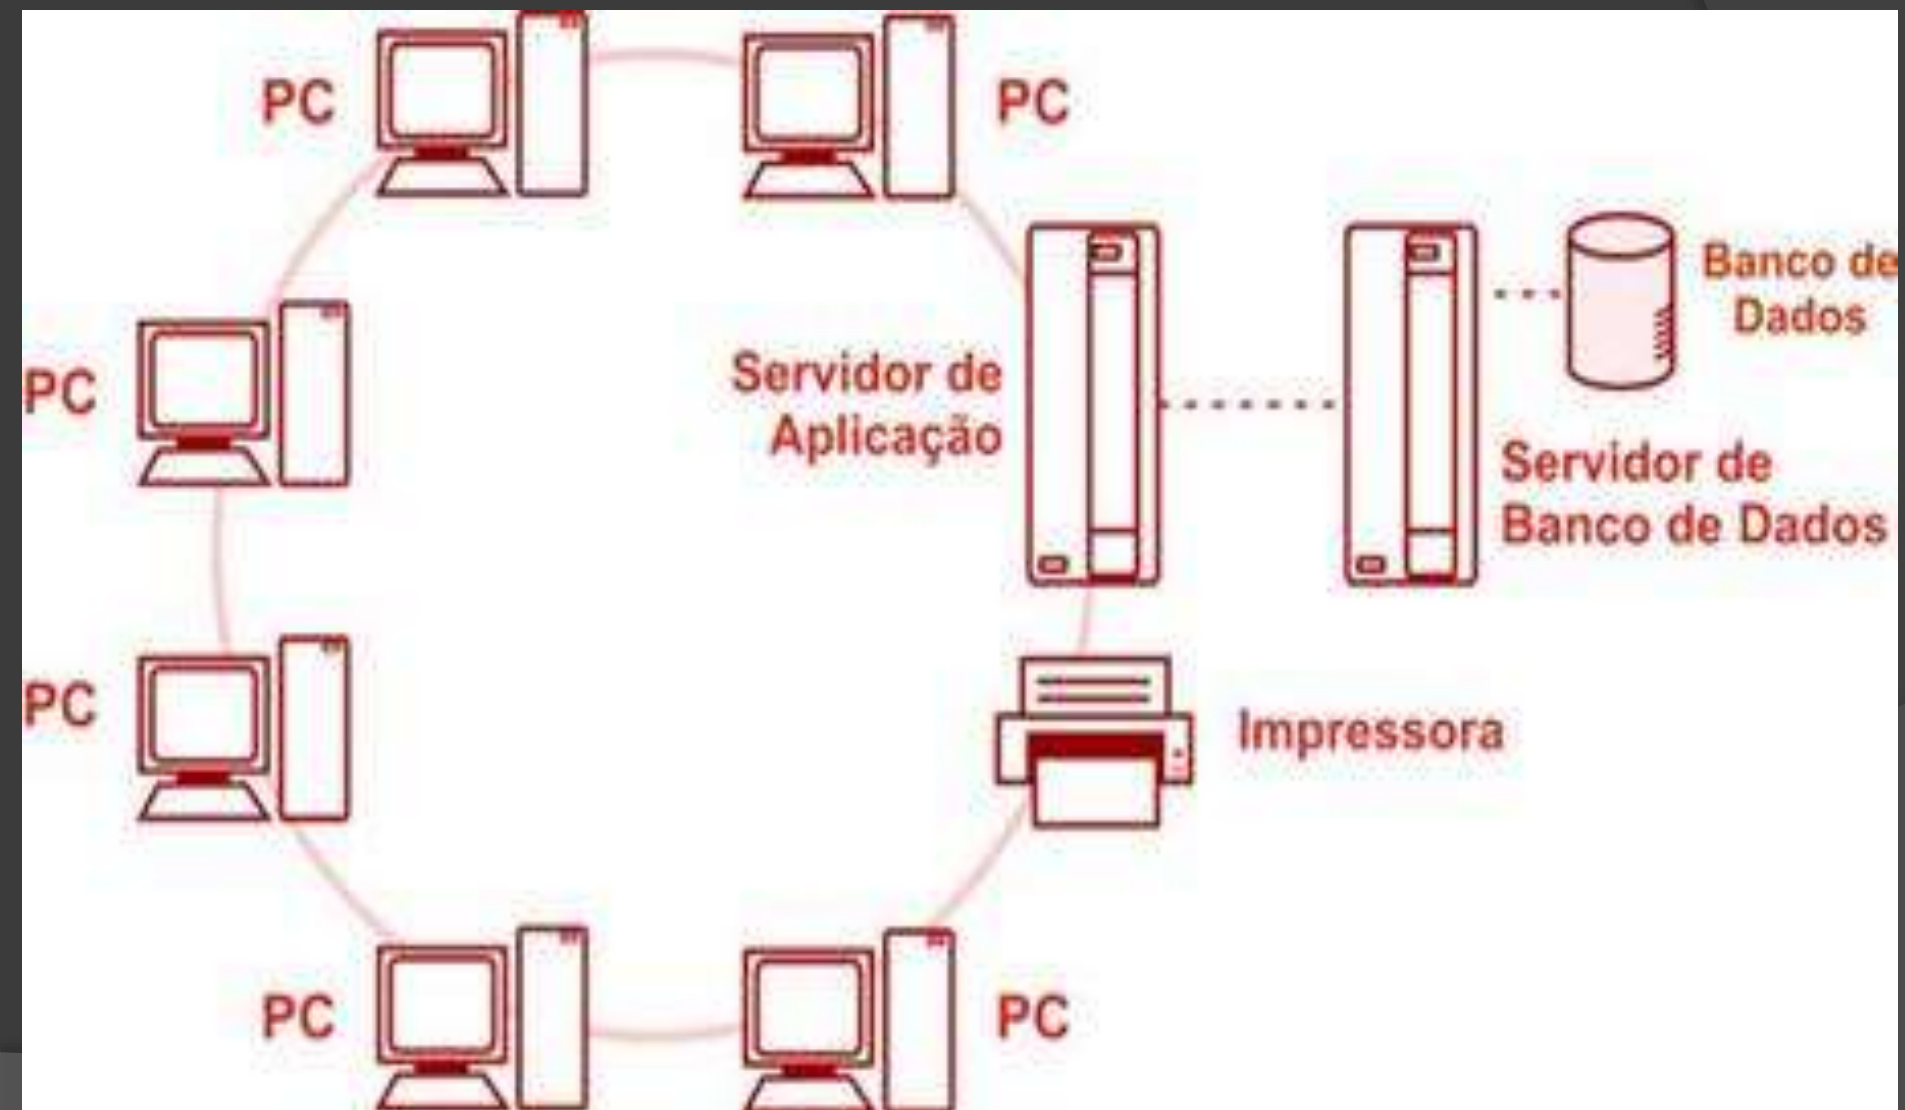 PC
PC
Banco de
Dados
PC
Servidor de
Aplicação
Servidor de
Banco de Dados
PC
Impressora
PC
PC